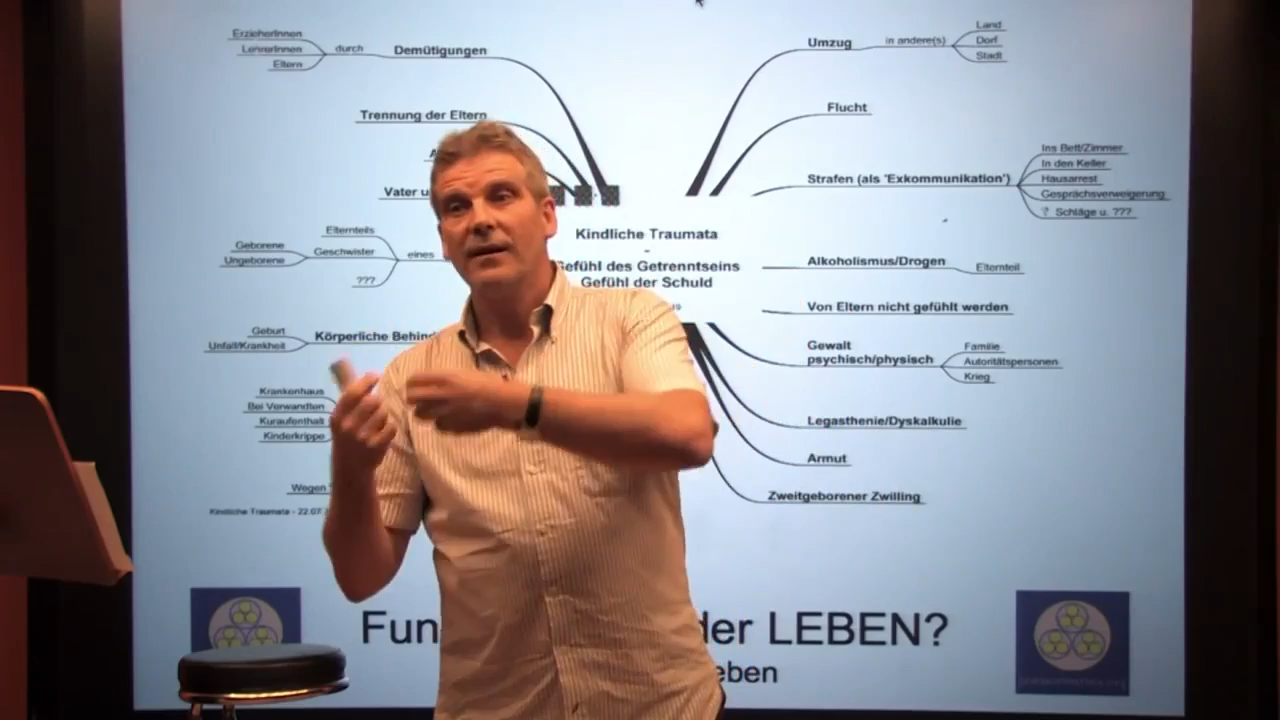 ErzieherInnen
LehrerInnen
Eltern
durch
Demütigungen
Trennung der Eltern
Vater
Elternteils
Geborene
Ungeborene
Geschwister
eines
???
Geburt
Unfall/Krankheit
Körperliche
Krankenhaus
Bei Verwandten
Kuraufenthalt
Kinderkrippe
Wegen
Kindliche Traumata - 22.07
Kindliche Traumata
-
Gefühl des Getrenntseins
Gefühl der Schuld
Umzug
in andere(s)
Land
Dorf
Stadt
Flucht
Strafen (als 'Exkommunikation')
Ins Bett/Zimmer
In den Keller
Hausarrest
Gesprächsverweigerung
? Schläge u. ???
Alkoholismus/Drogen
Elternteil
Von Eltern nicht gefühlt werden
Gewalt
psychisch/physisch
Familie
Autoritätspersonen
Krieg
Legasthenie/Dyskalkulie
Armut
Zweitgeborener Zwilling
der LEBEN?